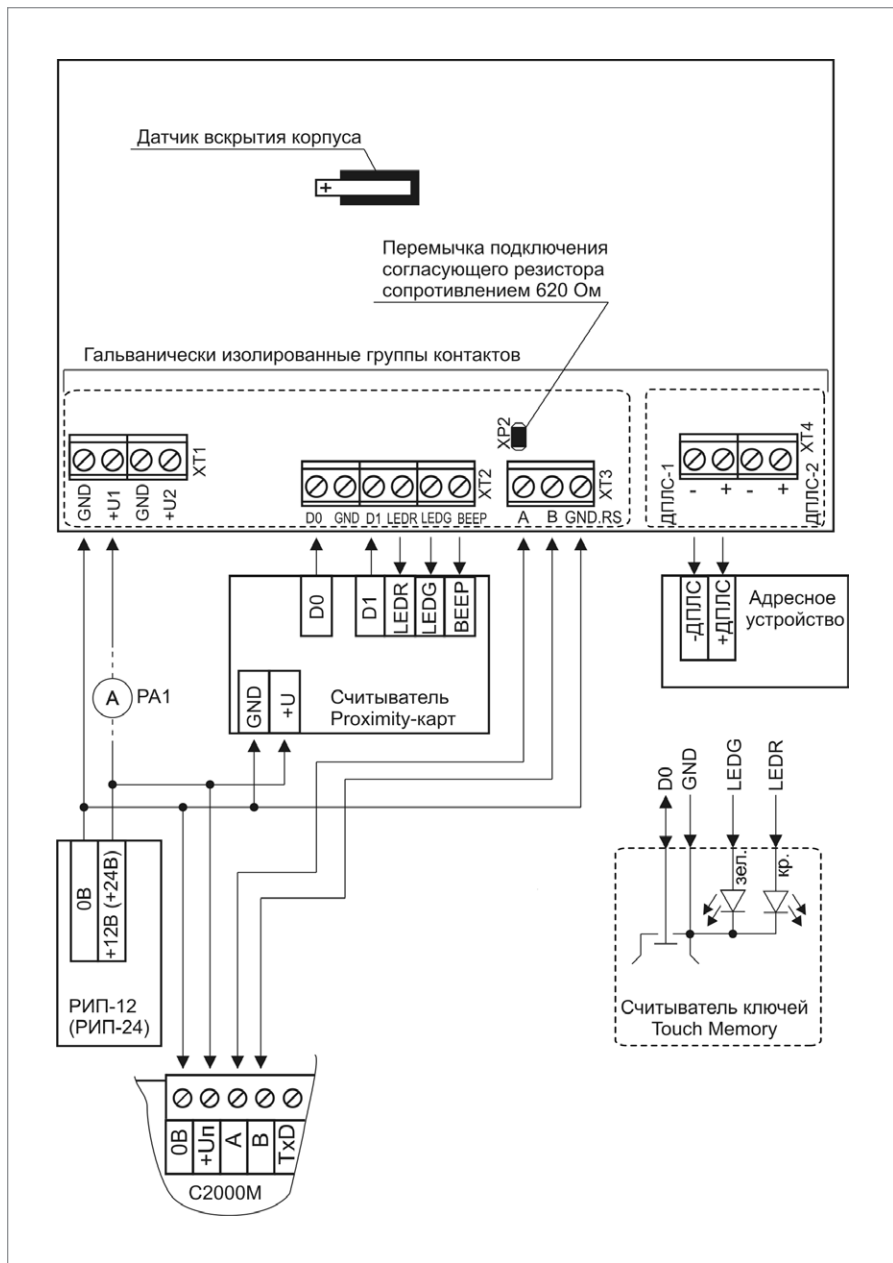 Датчик вскрытия корпуса
+
Перемычка подключения
согласующего резистора
сопротивлением 620 Ом
Гальванически изолированные группы контактов
XT1
GND
+U1
GND
+U2
XP2
XT2
D0 GND D1 LEDR LEDG BEEP
XT3
A B GND.RS
XT4
ДПЛС-1
- + - +
ДПЛС-2
D0
D1
LEDR
LEDG
BEEP
GND
+U
Считыватель
Proximity-карт
-ДПЛС
+ДПЛС
Адресное
устройство
A
PA1
D0
GND
LEDG
LEDR
зел.
кр.
Считыватель ключей
Touch Memory
0В
+12В (+24В)
РИП-12
(РИП-24)
0В
+Uп
А
В
TxD
С2000М